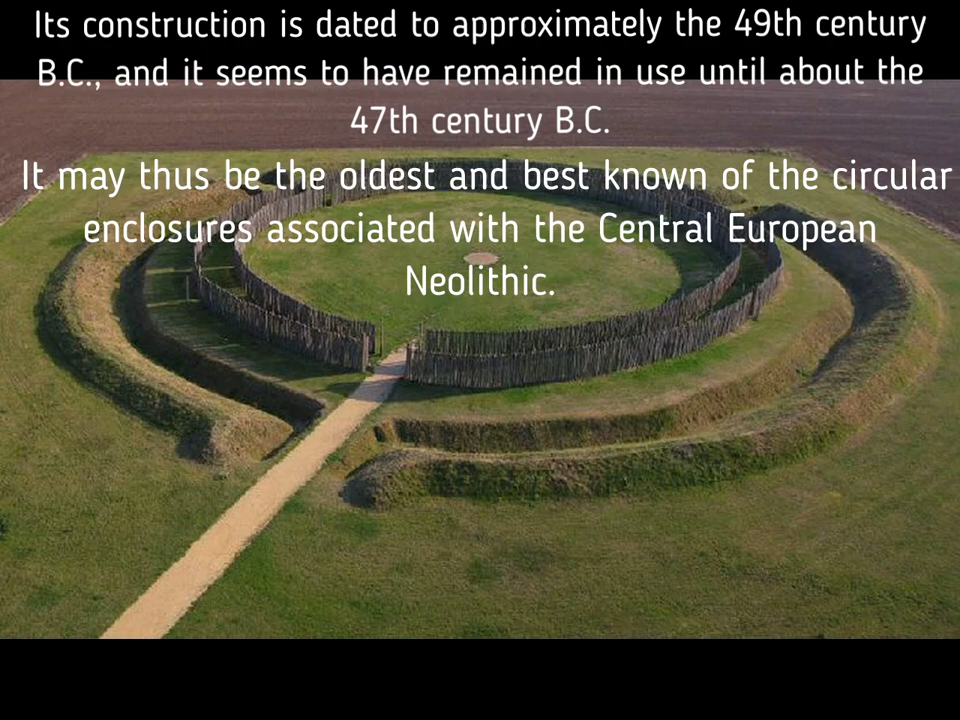 Its construction is dated to approximately the 49th century
B.C., and it seems to have remained in use until about the
47th century B.C.
It may thus be the oldest and best known of the circular
enclosures associated with the Central European
Neolithic.